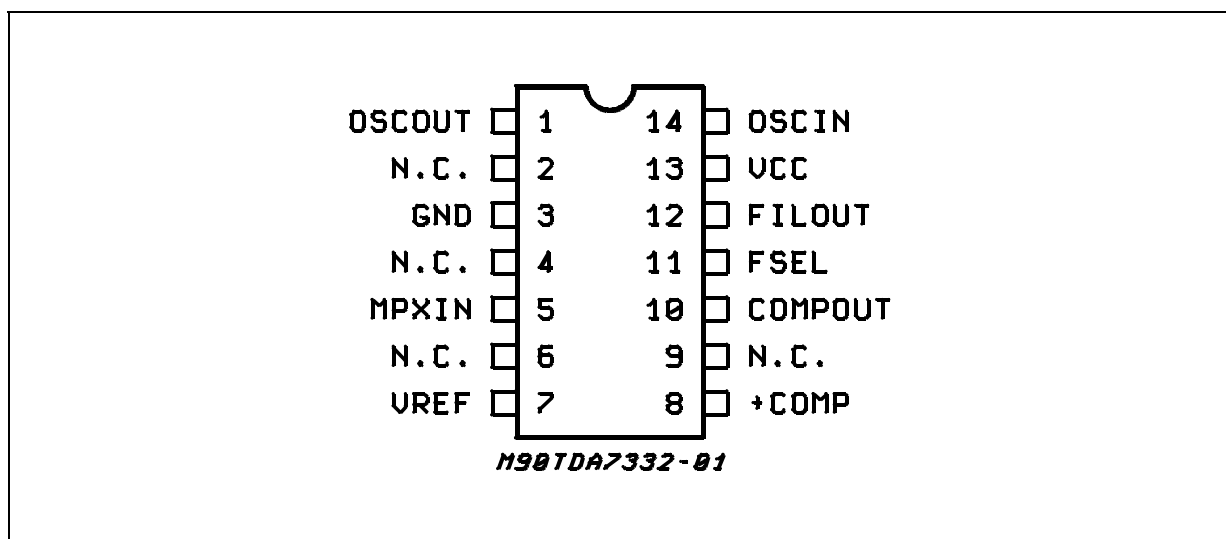 OSCOUT 1 14 OSCIN
N.C. 2 13 VCC
GND 3 12 FILOUT
N.C. 4 11 FSEL
MPXIN 5 10 COMPOUT
N.C. 6 9 N.C.
VREF 7 8 +COMP
M90TDA7332-01